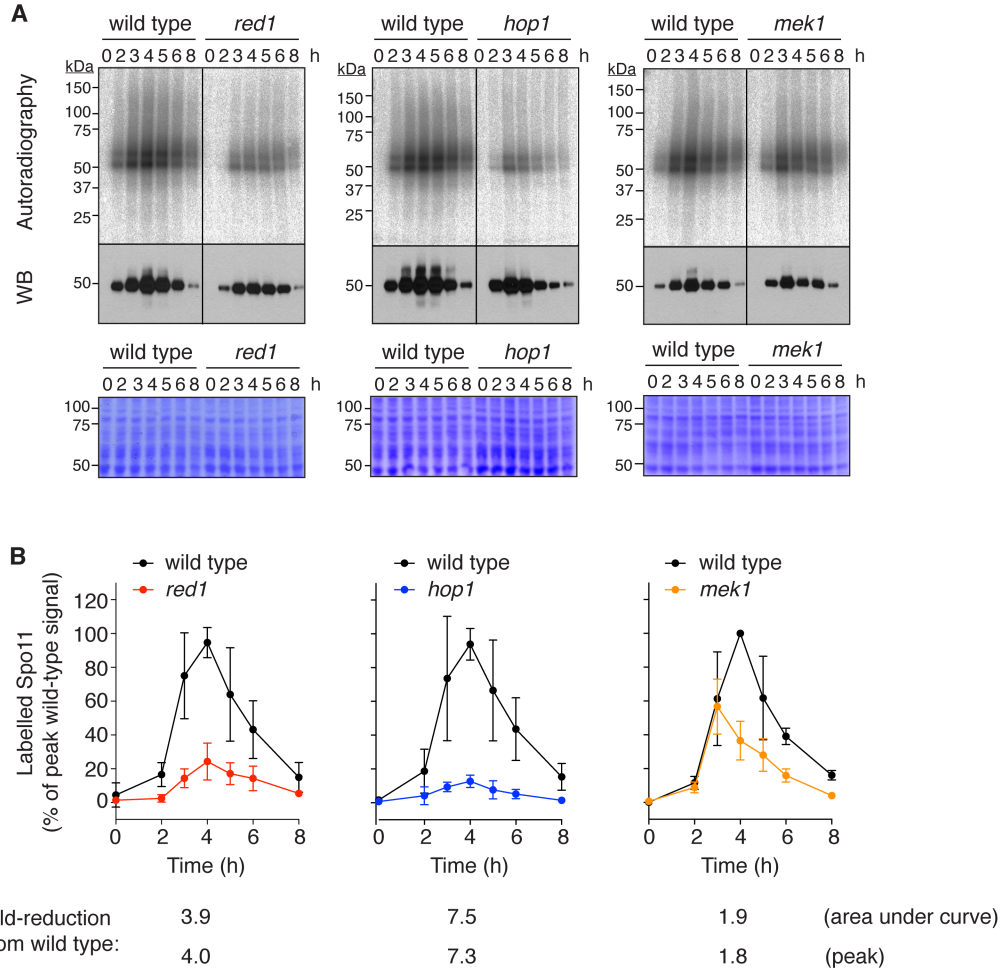 A
wild type red1
0 2 3 4 5 6 8 0 2 3 4 5 6 8 h
kDa
150
100
75
50
37
25
Autoradiography
WB
50
wild type hop1
0 2 3 4 5 6 8 0 2 3 4 5 6 8 h
kDa
150
100
75
50
37
25
50
wild type mek1
0 2 3 4 5 6 8 0 2 3 4 5 6 8 h
kDa
150
100
75
50
37
25
50
wild type red1
0 2 3 4 5 6 8 0 2 3 4 5 6 8 h
100
75
50
wild type hop1
0 2 3 4 5 6 8 0 2 3 4 5 6 8 h
100
75
50
wild type mek1
0 2 3 4 5 6 8 0 2 3 4 5 6 8 h
100
75
50
B
Labelled Spo11
(% of peak wild-type signal)
wild type
red1
120
100
80
60
40
20
0
0 2 4 6 8
Time (h)
wild type
hop1
0 2 4 6 8
Time (h)
wild type
mek1
0 2 4 6 8
Time (h)
ld-reduction 3.9 7.5 1.9 (area under curve)
om wild type:
4.0 7.3 1.8 (peak)